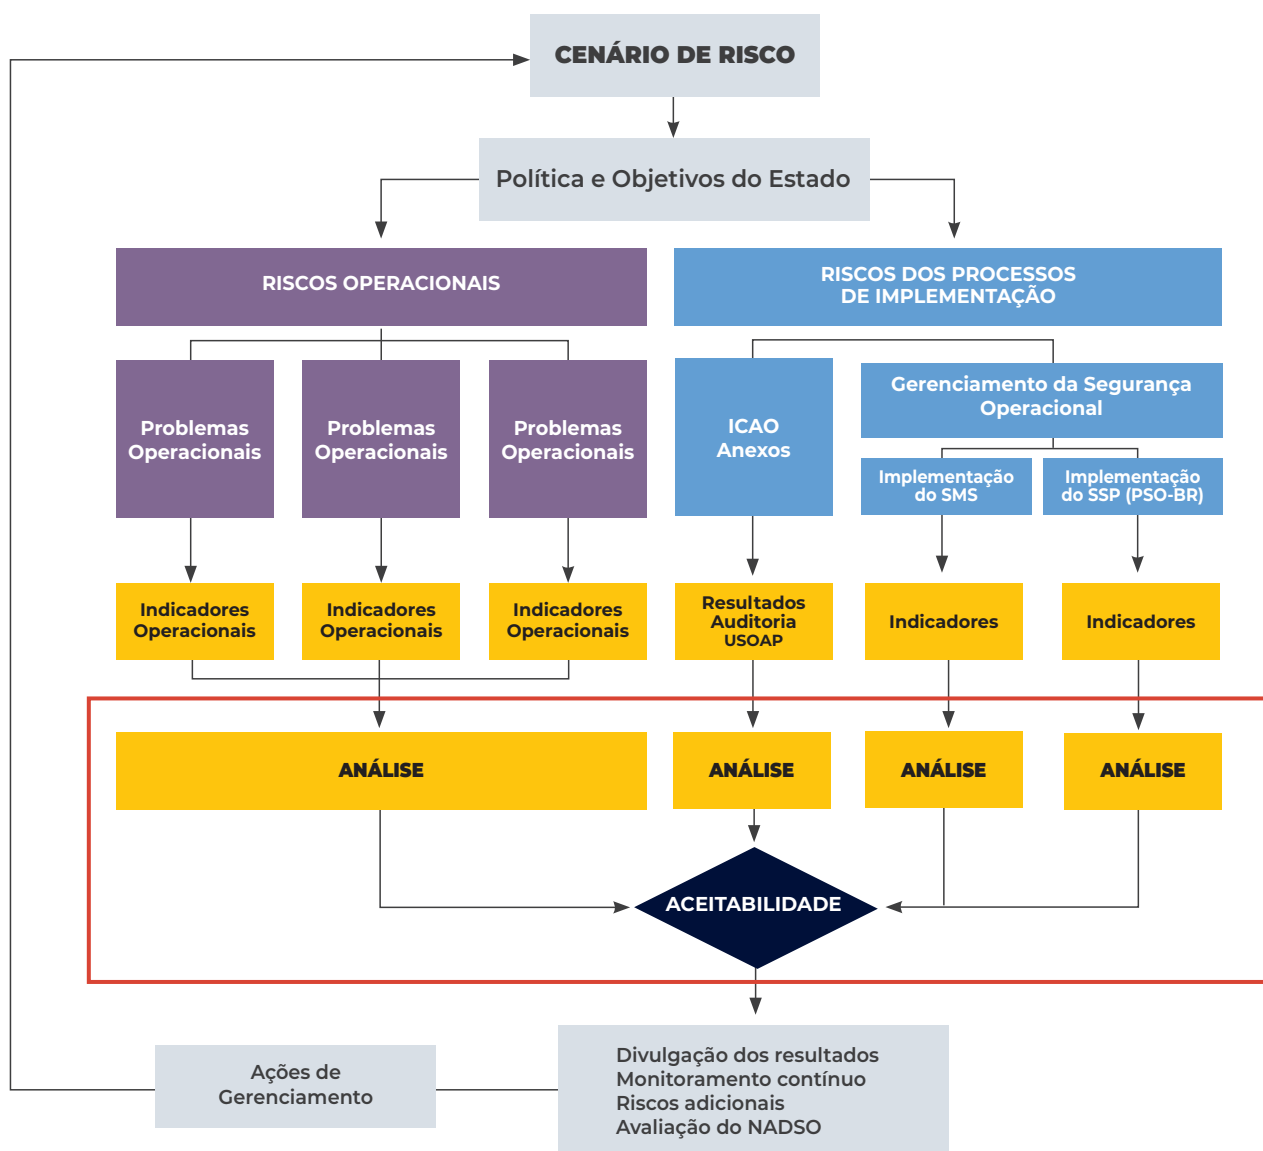 CENÁRIO DE RISCO
Política e Objetivos do Estado
RISCOS OPERACIONAIS
RISCOS DOS PROCESSOS
DE IMPLEMENTAÇÃO
Problemas
Operacionais
Problemas
Operacionais
Problemas
Operacionais
ICAO
Anexos
Gerenciamento da Segurança
Operacional
Implementação
do SMS
Implementação
do SSP (PSO-BR)
Indicadores
Operacionais
Indicadores
Operacionais
Indicadores
Operacionais
Resultados
Auditoria
USOAP
Indicadores
Indicadores
ANÁLISE
ANÁLISE
ANÁLISE
ANÁLISE
ACEITABILIDADE
Ações de
Gerenciamento
Divulgação dos resultados
Monitoramento contínuo
Riscos adicionais
Avaliação do NADSO